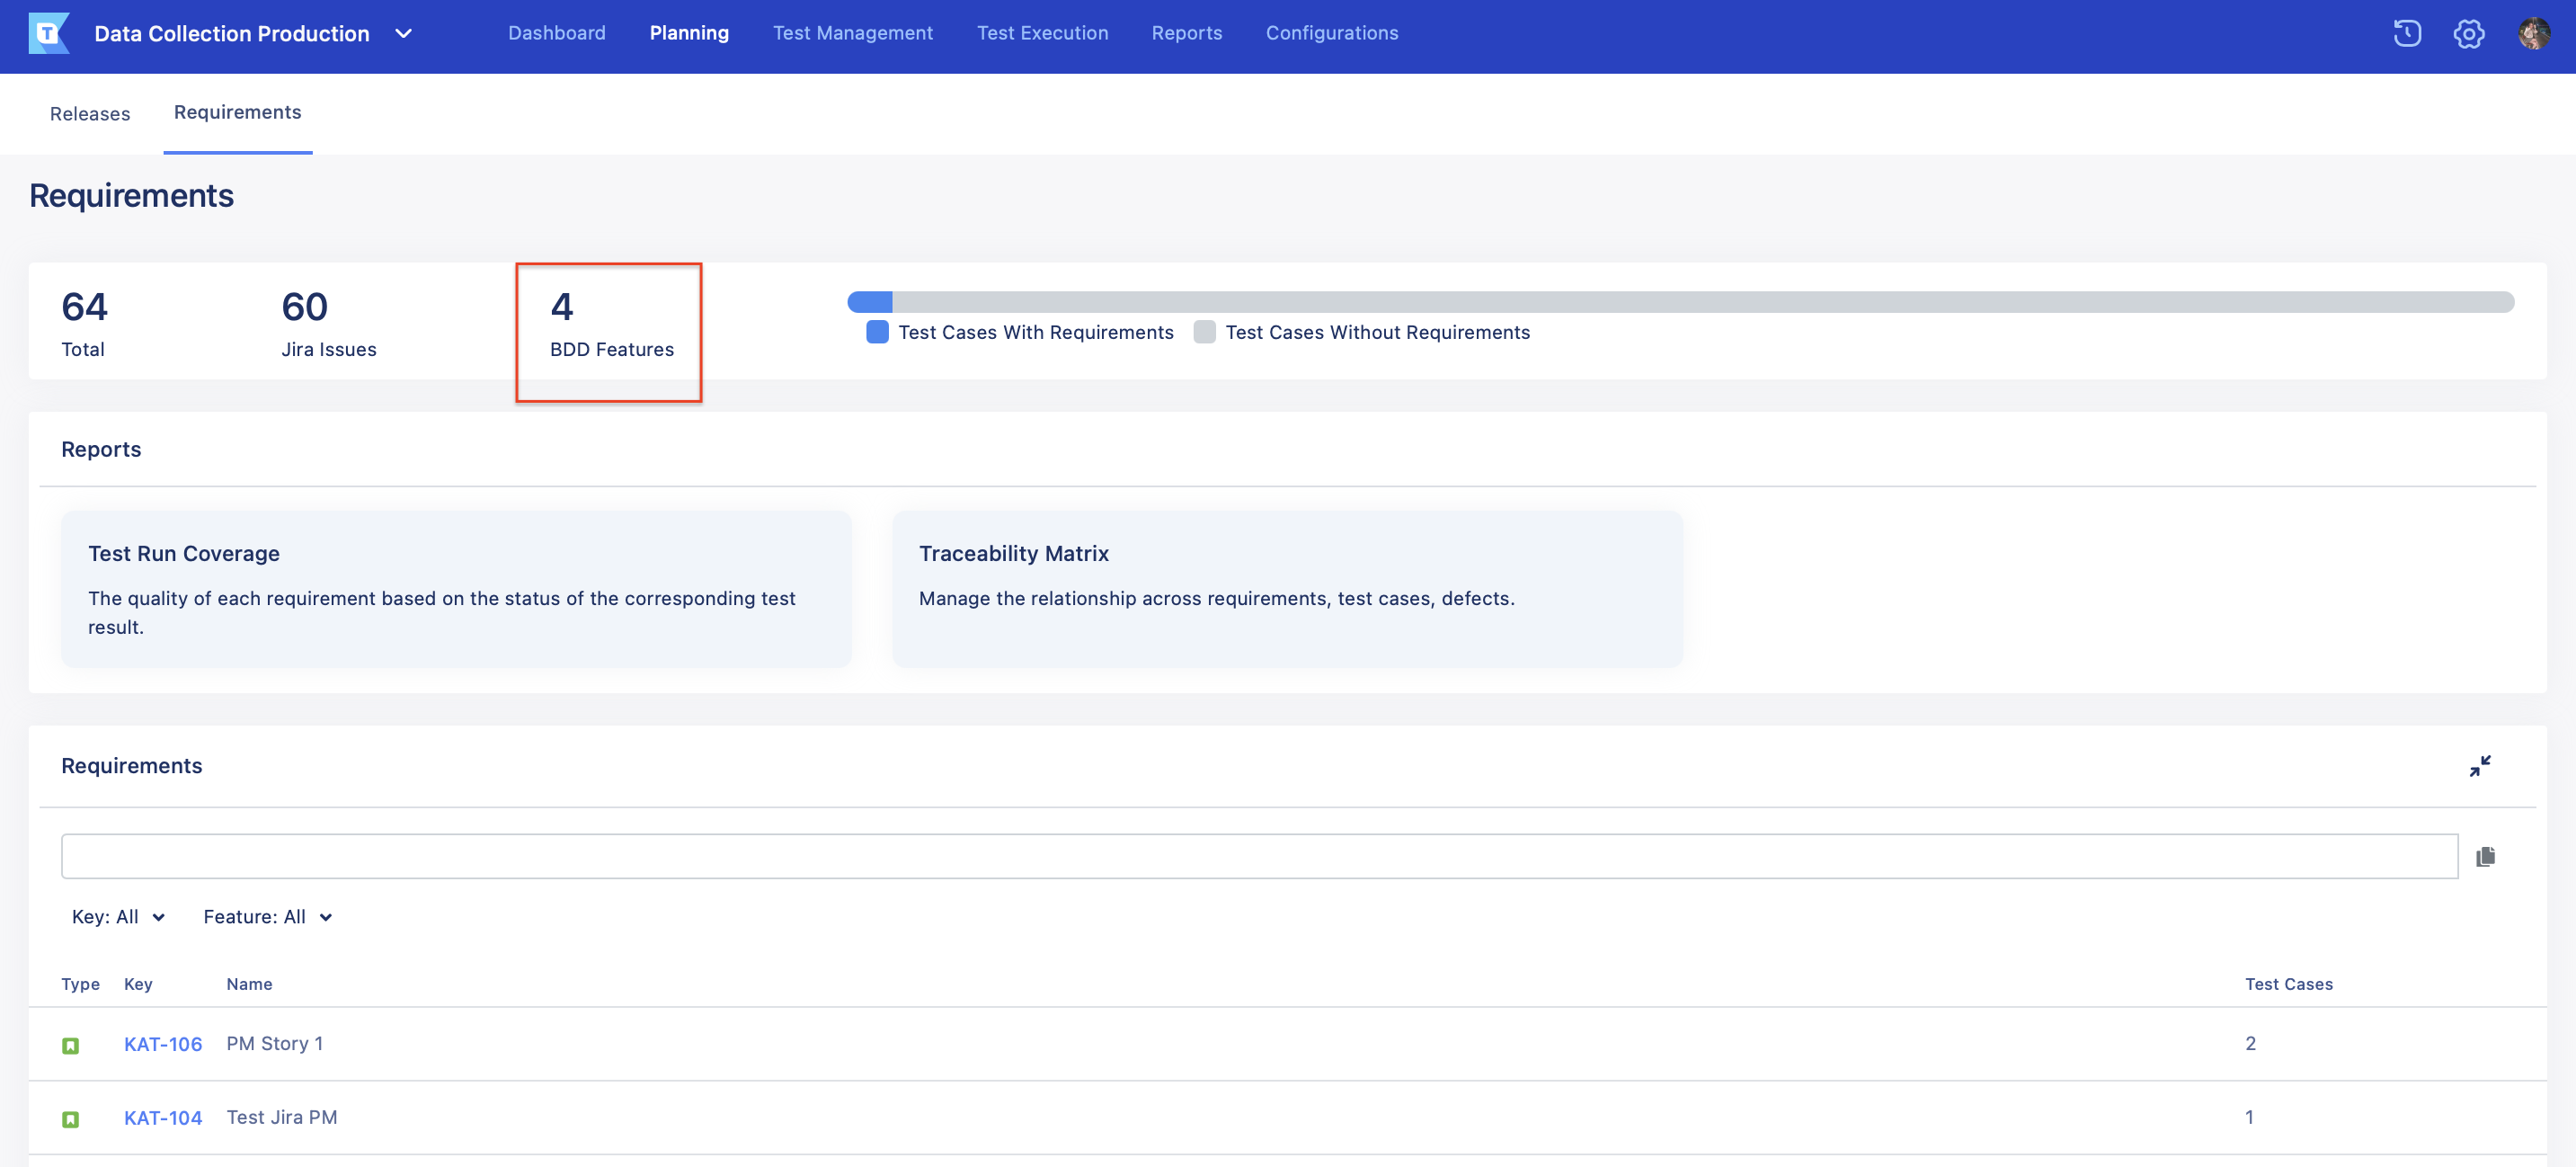 T
Data Collection Production
Dashboard
Planning
Test Management
Test Execution
Reports
Configurations
Releases
Requirements
Requirements
64
Total
60
Jira Issues
4
BDD Features
Test Cases With Requirements
Test Cases Without Requirements
Reports
Test Run Coverage
The quality of each requirement based on the status of the corresponding test
result.
Traceability Matrix
Manage the relationship across requirements, test cases, defects.
Requirements
Key: All
Feature: All
Type Key Name Test Cases
KAT-106 PM Story 1 2
KAT-104 Test Jira PM 1